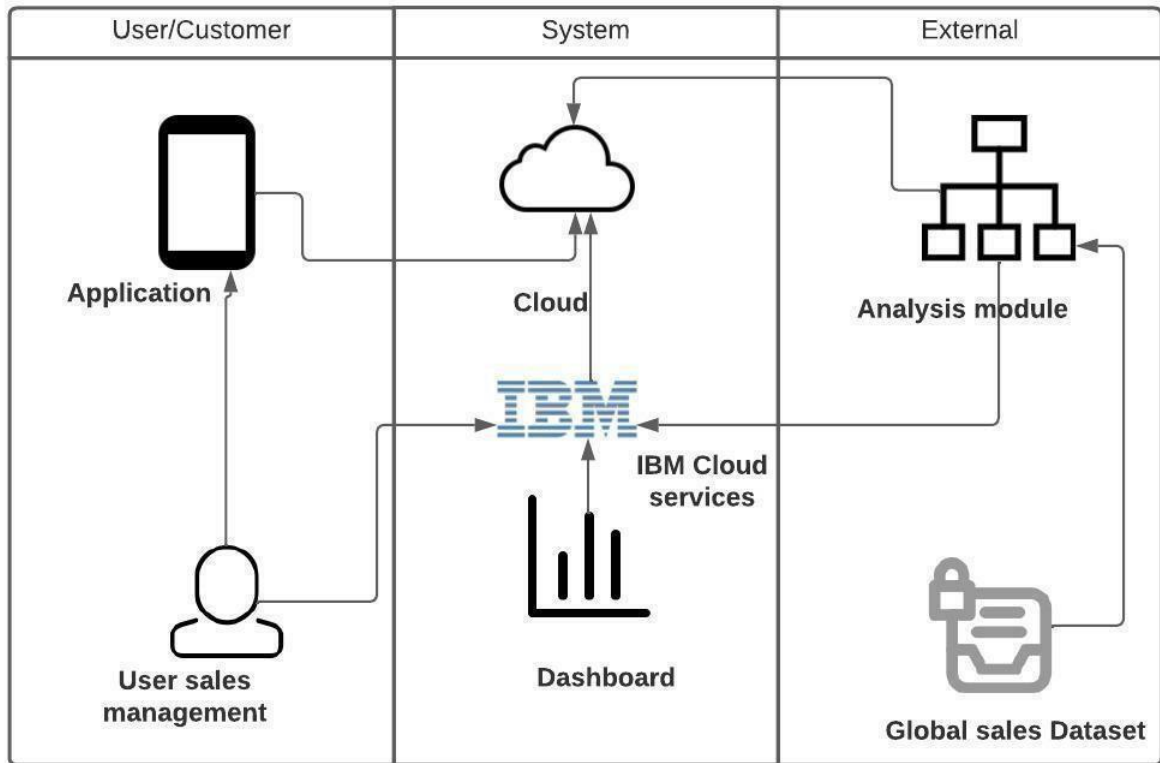 User/Customer
System
External
Application
Cloud
Analysis module
IBM
IBM Cloud
services
User sales
management
Dashboard
Global sales Dataset